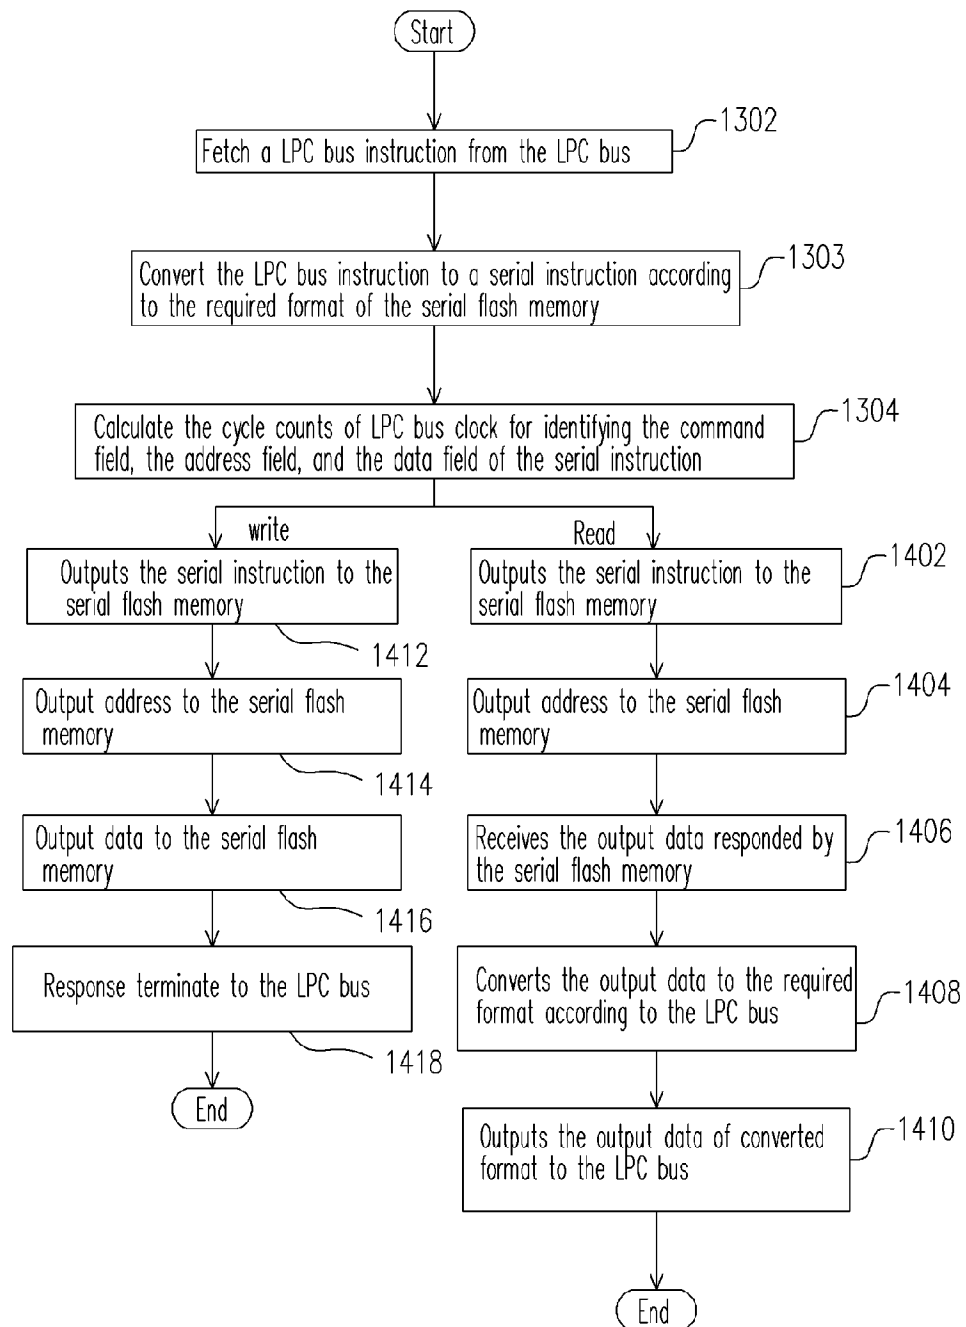 Start
Fetch a LPC bus instruction from the LPC bus
1302
Convert the LPC bus instruction to a serial instruction according
to the required format of the serial flash memory
1303
Calculate the cycle counts of LPC bus clock for identifying the command
field, the address field, and the data field of the serial instruction
1304
write
Outputs the serial instruction to the
serial flash memory
1412
Output address to the serial flash
memory
1414
Output data to the serial flash
memory
1416
Response terminate to the LPC bus
1418
End
Read
Outputs the serial instruction to the
serial flash memory
1402
Output address to the serial flash
memory
1404
Receives the output data responded by
the serial flash memory
1406
Converts the output data to the required
format according to the LPC bus
1408
Outputs the output data of converted
format to the LPC bus
1410
End